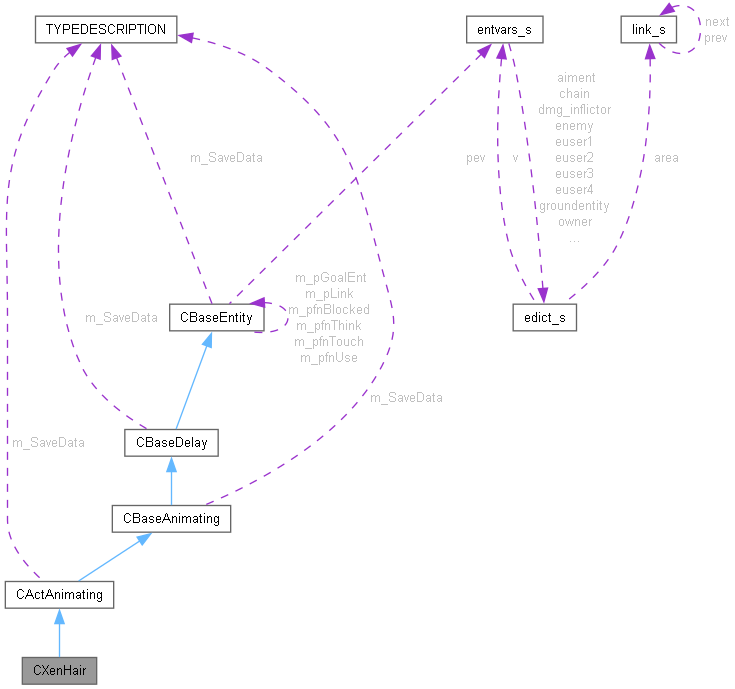 TYPEDESCRIPTION
entvars_s
link_s
next
prev
aiment
chain
dmg_inflictor
enemy
euser1
euser2
euser3
euser4
groundentity
owner
...
m_SaveData
pev
v
area
m_pGoalEnt
m_pLink
m_pfnBlocked
m_pfnThink
m_pfnTouch
m_pfnUse
CBaseEntity
edict_s
m_SaveData
m_SaveData
m_SaveData
CBaseDelay
CBaseAnimating
CActAnimating
CXenHair